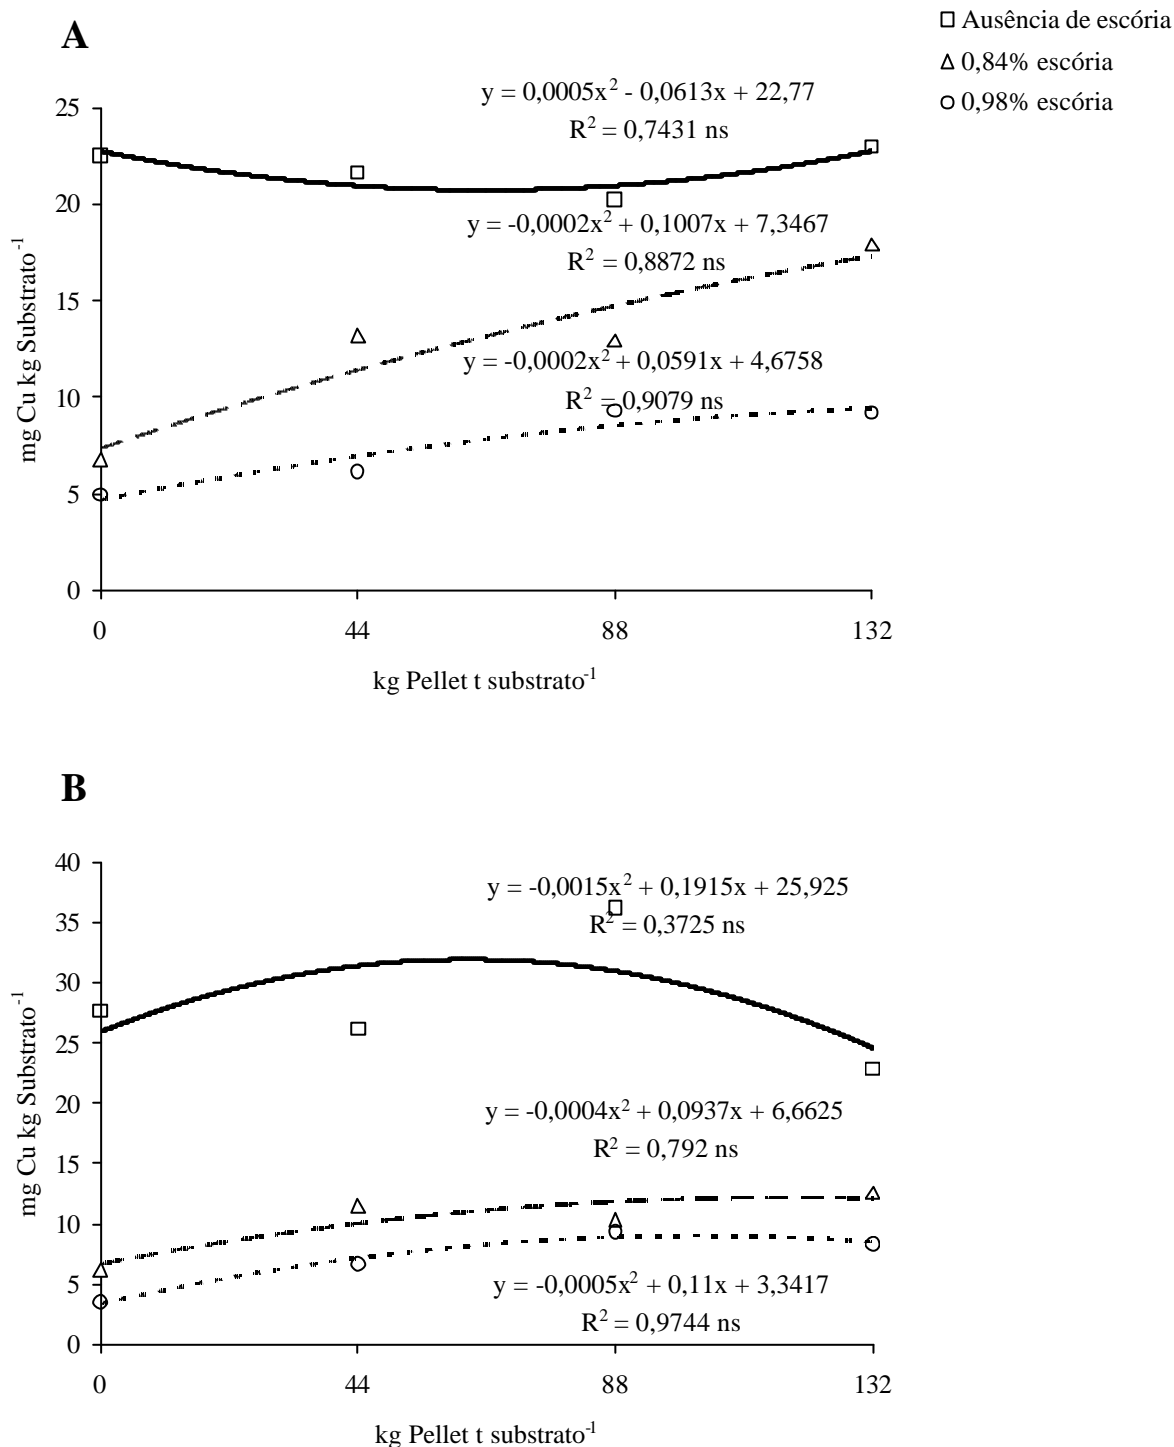 Ausência de escória
0,84% escória
0,98% escória
A
y = 0,0005x² - 0,0613x + 22,77
R² = 0,7431 ns
y = -0,0002x² + 0,1007x + 7,3467
R² = 0,8872 ns
y = -0,0002x² + 0,0591x + 4,6758
R² = 0,9079 ns
mg Cu kg Substrato⁻¹
25
20
15
10
5
0
0 44 88 132
kg Pellet t substrato⁻¹
B
y = -0,0015x² + 0,1915x + 25,925
R² = 0,3725 ns
y = -0,0004x² + 0,0937x + 6,6625
R² = 0,792 ns
y = -0,0005x² + 0,11x + 3,3417
R² = 0,9744 ns
mg Cu kg Substrato⁻¹
40
35
30
25
20
15
10
5
0
0 44 88 132
kg Pellet t substrato⁻¹